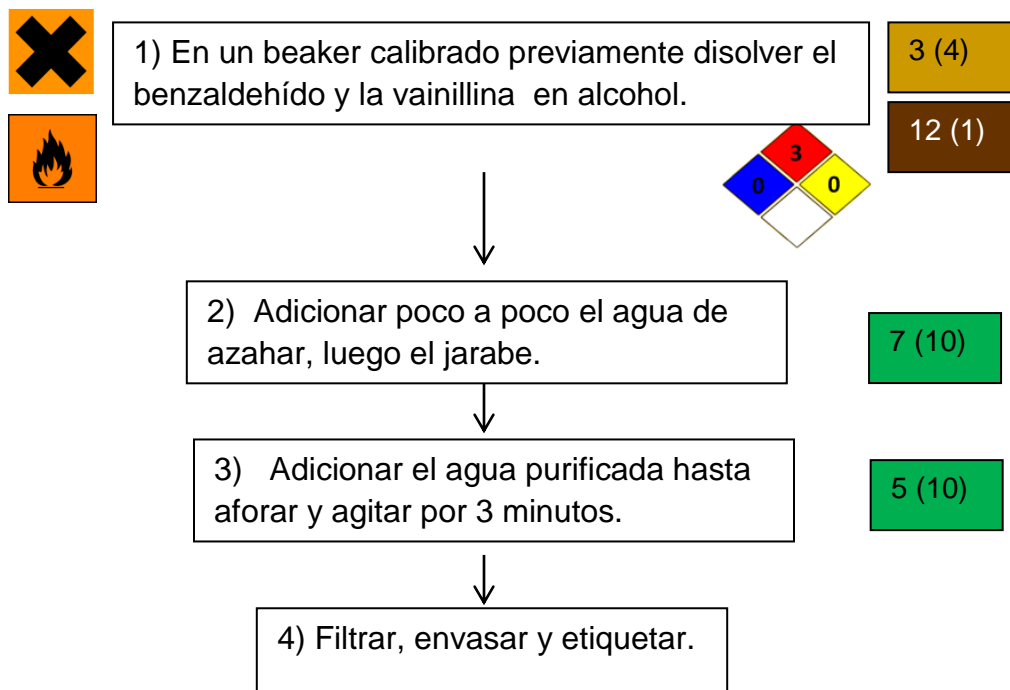 1) En un beaker calibrado previamente disolver el
benzaldehído y la vainillina en alcohol.
3 (4)
12 (1)
3
0
0
2) Adicionar poco a poco el agua de
azahar, luego el jarabe.
7 (10)
3) Adicionar el agua purificada hasta
aforar y agitar por 3 minutos.
5 (10)
4) Filtrar, envasar y etiquetar.